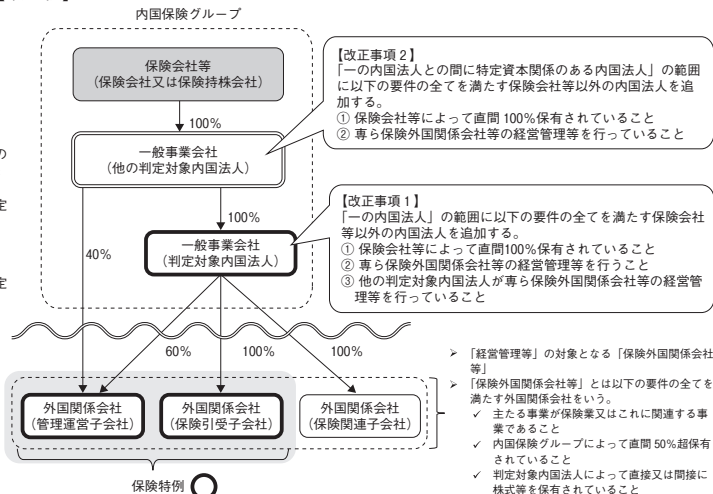 内国保険グループ
保険会社等
(保険会社又は保険持株会社)
100%
一般事業会社
(他の判定対象内国法人)
100%
40%
一般事業会社
(判定対象内国法人)
【改正事項2】
「一の内国法人との間に特定資本関係のある内国法人」の範囲
に以下の要件の全てを満たす保険会社等以外の内国法人を追
加する。
① 保険会社等によって直間 100%保有されていること
② 専ら保険外国関係会社等の経営管理等を行っていること
【改正事項1】
「一の内国法人」の範囲に以下の要件の全てを満たす保険会社
等以外の内国法人を追加する。
① 保険会社等によって直間100%保有されていること
② 専ら保険外国関係会社等の経営管理等を行うこと
③ 他の判定対象内国法人が専ら保険外国関係会社等の経営管
理等を行っていること
の
定
定
60%
100%
100%
外国関係会社
(管理運営子会社)
外国関係会社
(保険引受子会社)
外国関係会社
(保険関連子会社)
保険特例
➢ 「経営管理等」の対象となる「保険外国関係会社
等」
➢ 「保険外国関係会社等」とは以下の要件の全てを
満たす外国関係会社をいう。
✓ 主たる事業が保険業又はこれに関連する事
業であること
✓ 内国保険グループによって直間 50%超保有
されていること
✓ 判定対象内国法人によって直接又は間接に
株式等を保有されていること